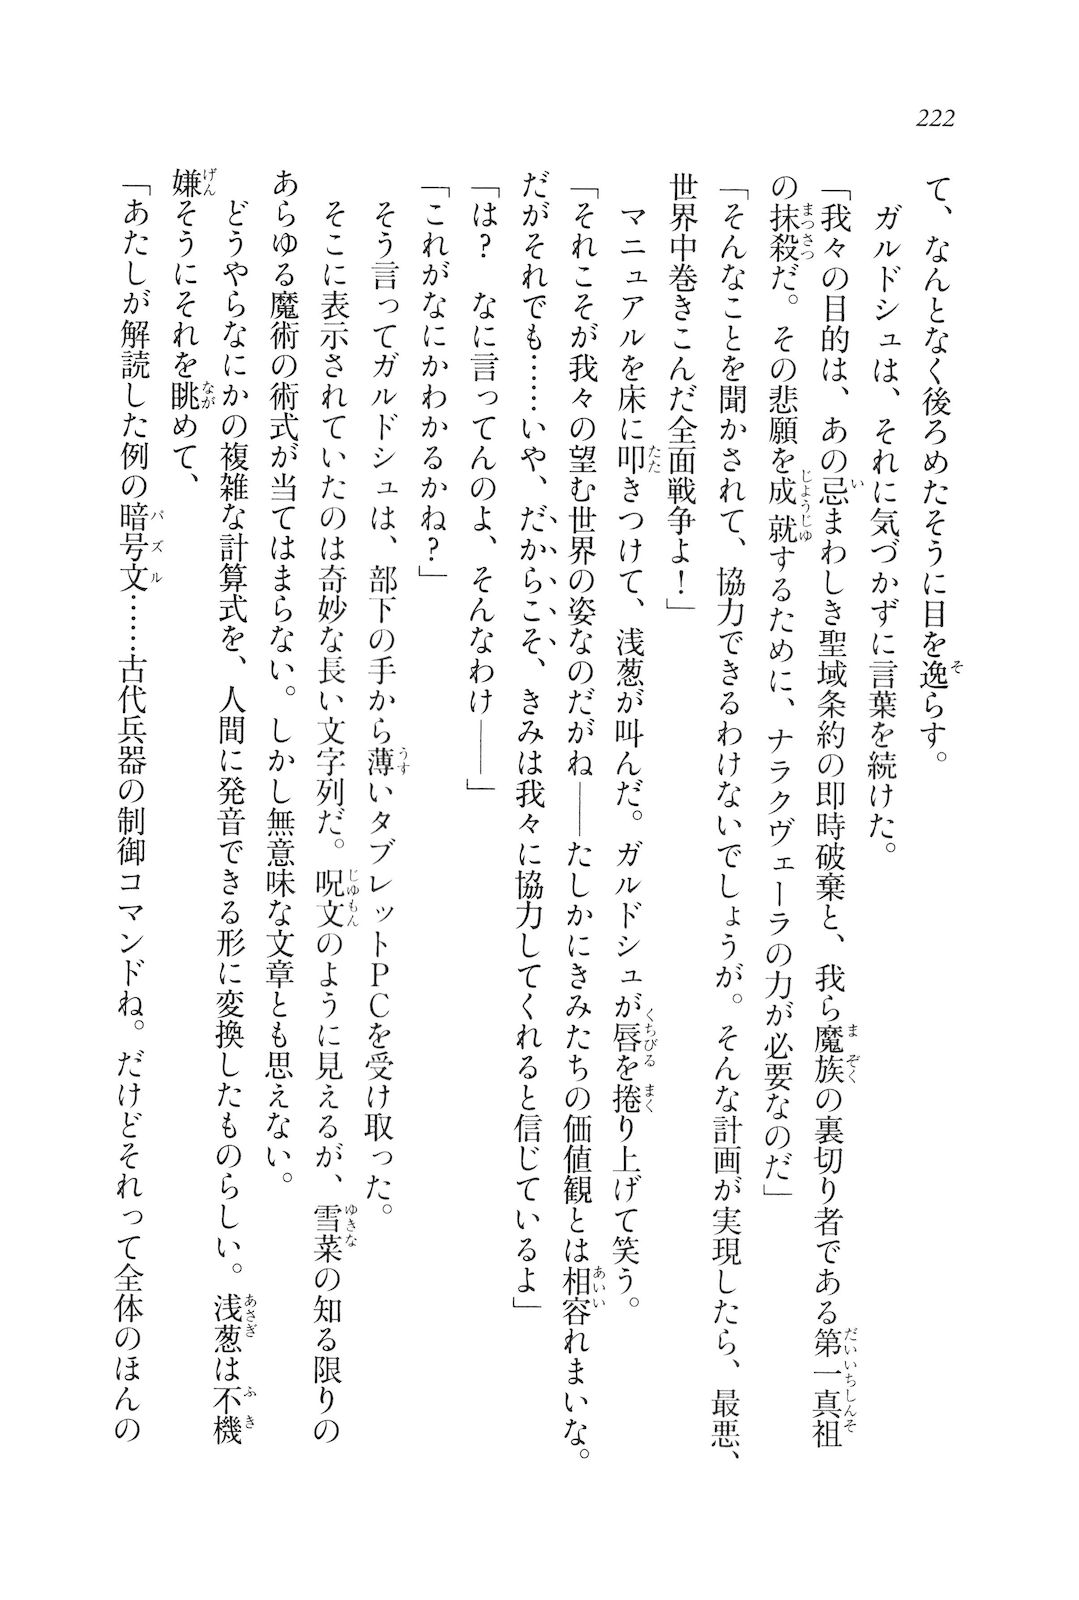 222
て、なんとなく後ろめたそうに目を逸らす。
　ガルドシュは、それに気づかずに言葉を続けた。
「我々の目的は、あの忌まわしき聖域条約の即時破棄と、我ら魔族の裏切り者である第一真祖
の抹殺だ。その悲願を成就するために、ナラクヴェーラの力が必要なのだ」
「そんなことを聞かされて、協力できるわけないでしょうが。そんな計画が実現したら、最悪、
世界中巻きこんだ全面戦争よ！」
　マニュアルを床に叩きつけて、浅葱が叫んだ。ガルドシュが唇を捲り上げて笑う。
「それこそが我々の望む世界の姿なのだがね――たしかにきみたちの価値観とは相容れまいな。
だがそれでも……いや、だからこそ、きみは我々に協力してくれると信じているよ」
「は？　なに言ってんのよ、そんなわけ――」
「これがなにかわかるかね？」
　そう言ってガルドシュは、部下の手から薄いタブレットＰＣを受け取った。
　そこに表示されていたのは奇妙な長い文字列だ。呪文のように見えるが、雪菜の知る限りの
あらゆる魔術の術式が当てはまらない。しかし無意味な文章とも思えない。
　どうやらなにかの複雑な計算式を、人間に発音できる形に変換したものらしい。浅葱は不機
嫌そうにそれを眺めて、
「あたしが解読した例の暗号文……古代兵器の制御コマンドね。だけどそれって全体のほんの